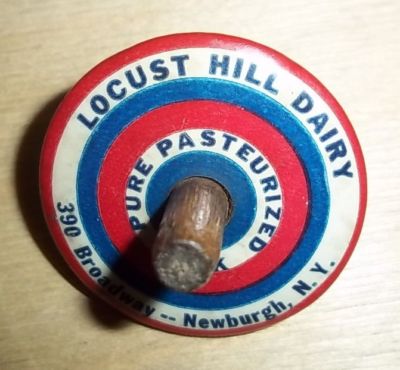 LOCUST HILL DAIRY
PURE PASTEURIZED
390 Broadway -- Newburgh, N.Y.